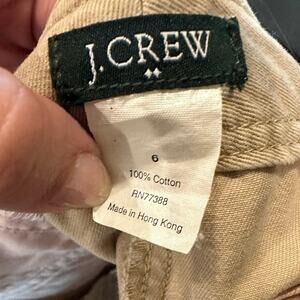 J.CREW
6
100% Cotton
RN77388
Made in Hong Kong